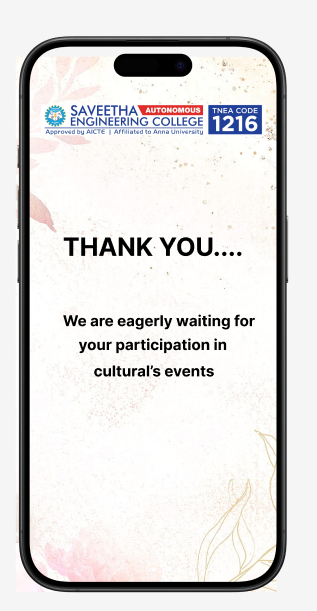 SAVEETHA AUTONOMOUS
ENGINEERING COLLEGE
Approved by AICTE | Affiliated to Anna University
TNEA CODE
1216
THANK YOU....
We are eagerly waiting for
your participation in
cultural's events